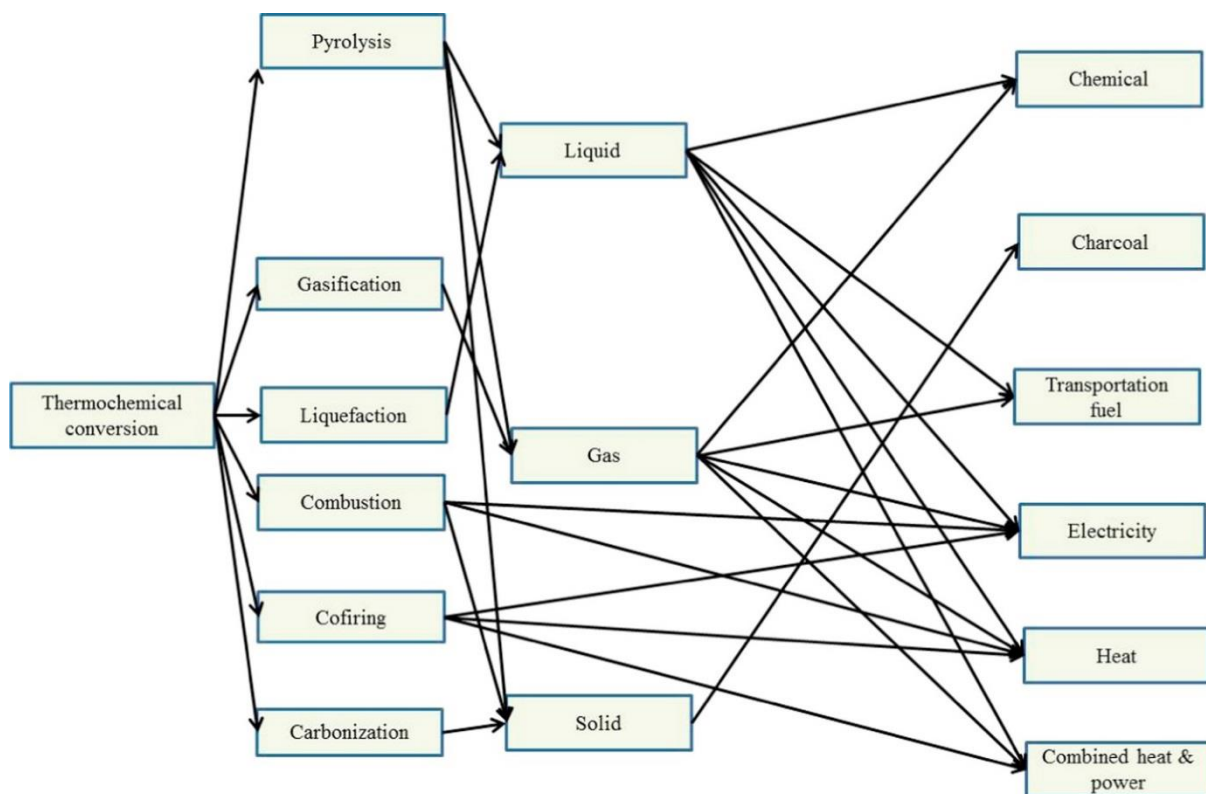 Pyrolysis
Chemical
Liquid
Charcoal
Gasification
Thermochemical
conversion
Liquefaction
Transportation
fuel
Gas
Combustion
Electricity
Cofiring
Heat
Carbonization
Solid
Combined heat &
power